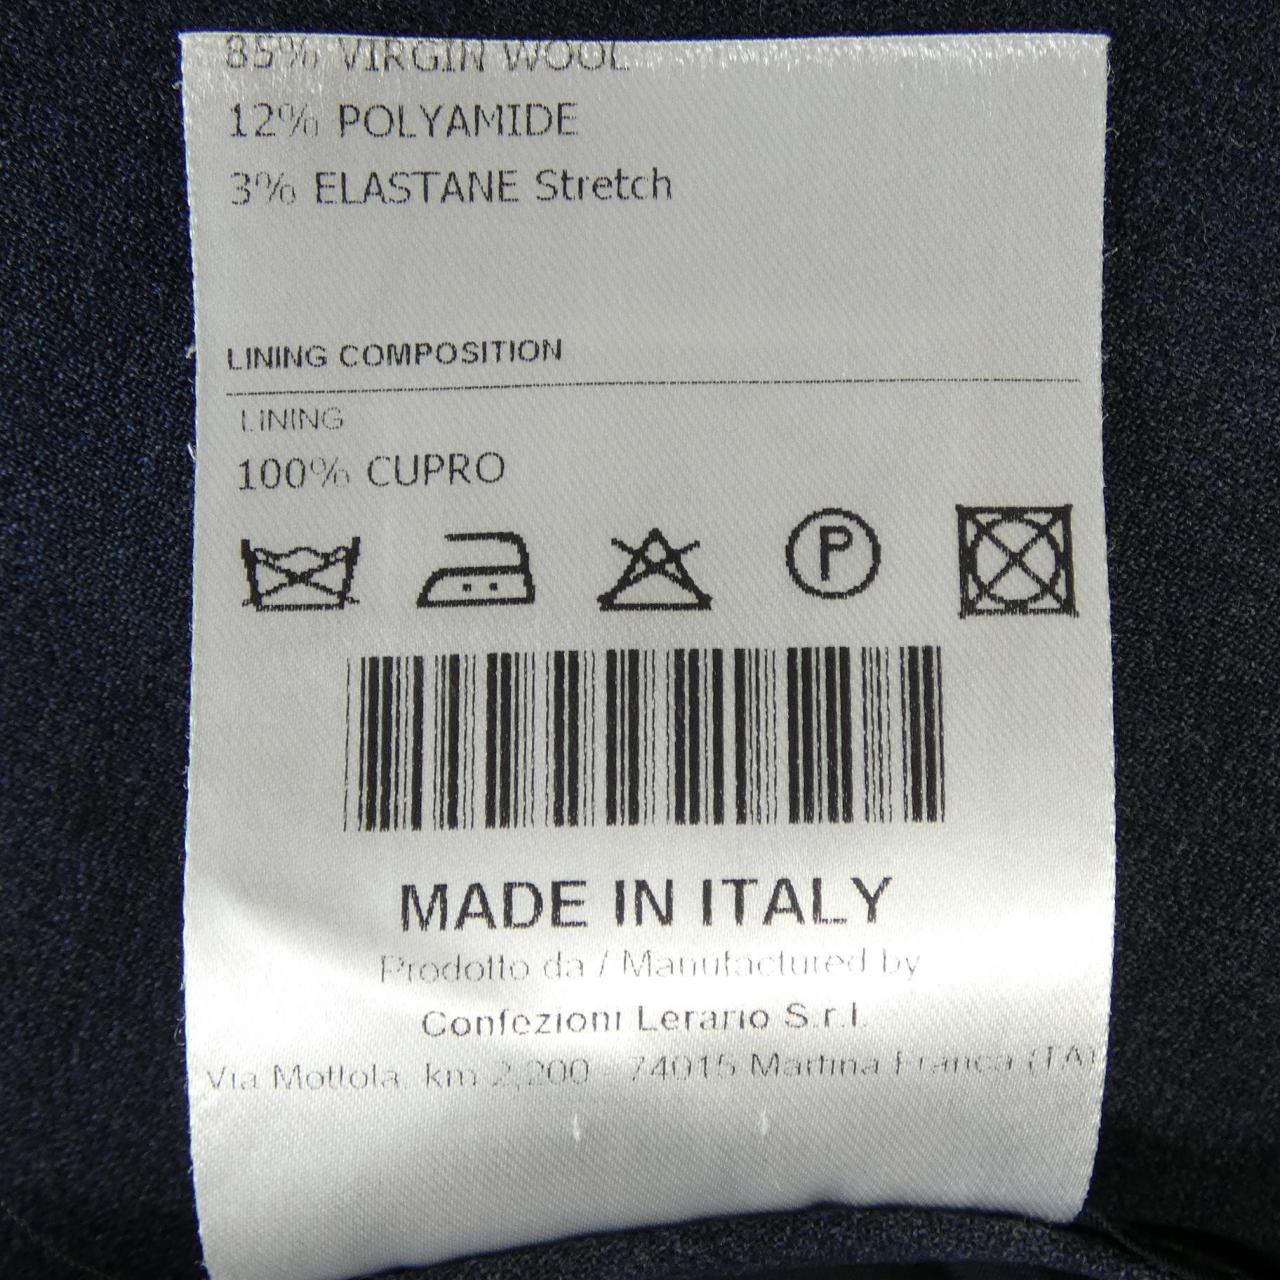 85% VIRGIN WOOL
12% POLYAMIDE
3% ELASTANE Stretch
LINING COMPOSITION
LINING
100% CUPRO
P
MADE IN ITALY
Prodotto da / Manufactured by
Confezioni Lerario S.r.l.
Via Mottola, km 2,200 - 74015 Martina Franca (TA)